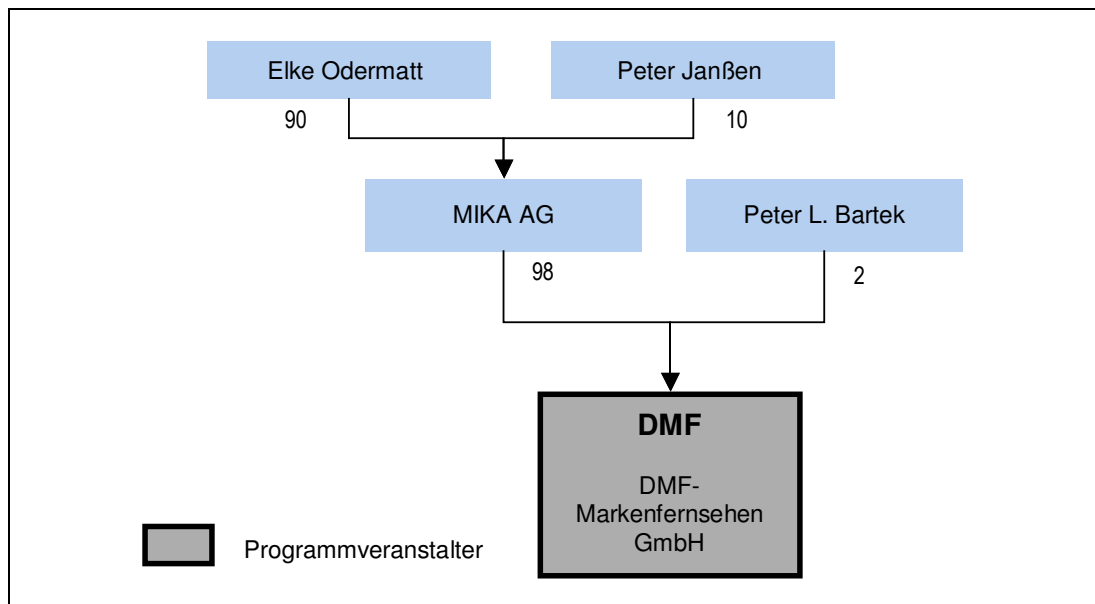 Elke Odermatt
Peter Janßen
90
10
MIKA AG
Peter L. Bartek
98
2
DMF
DMF-
Markenfernsehen
GmbH
Programmveranstalter